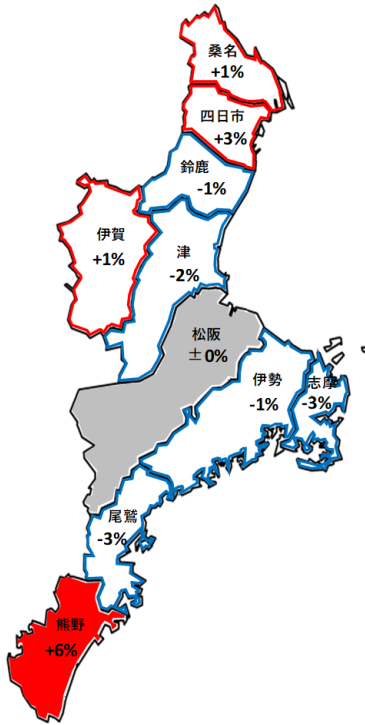 桑名
+1%
四日市
+3%
鈴鹿
-1%
伊賀
+1%
津
-2%
松阪
±0%
伊勢
-1%
志摩
-3%
尾鷲
-3%
熊野
+6%